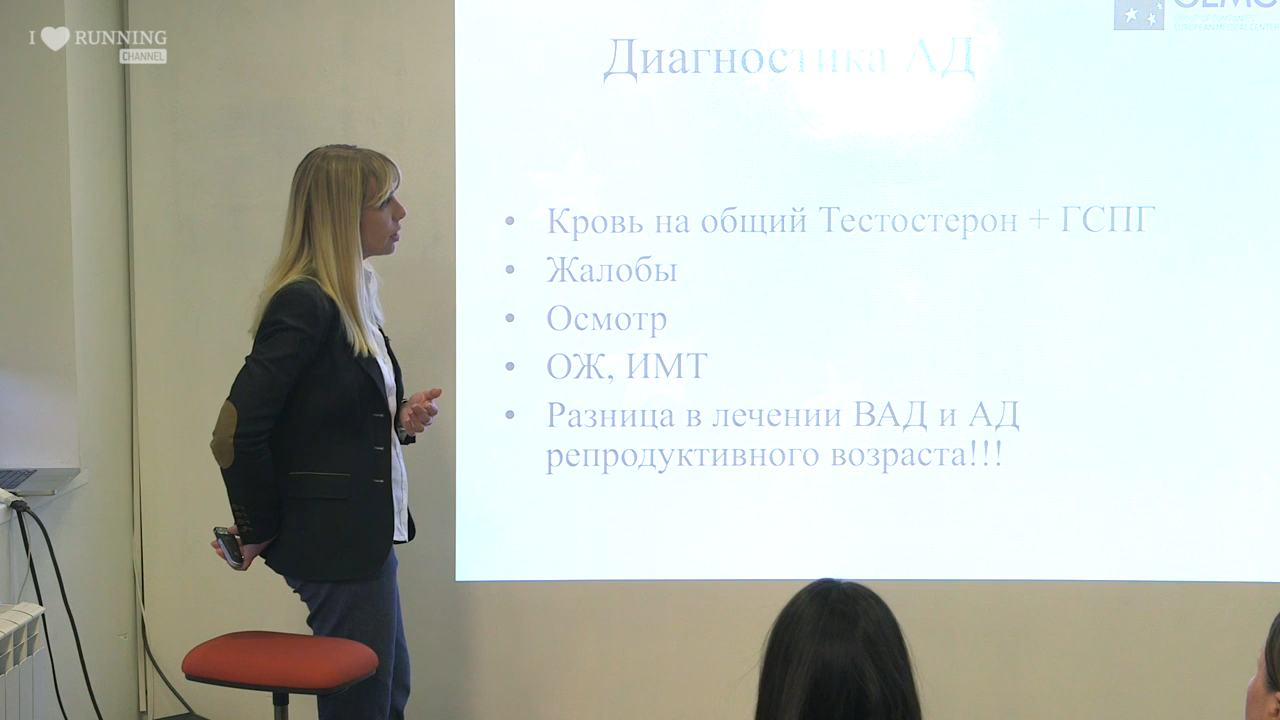 I RUNNING
CHANNEL
Диагностика АД
• Кровь на общий Тестостерон + ГСПГ
• Жалобы
• Осмотр
• ОЖ, ИМТ
• Разница в лечении ВАД и АД
репродуктивного возраста!!!